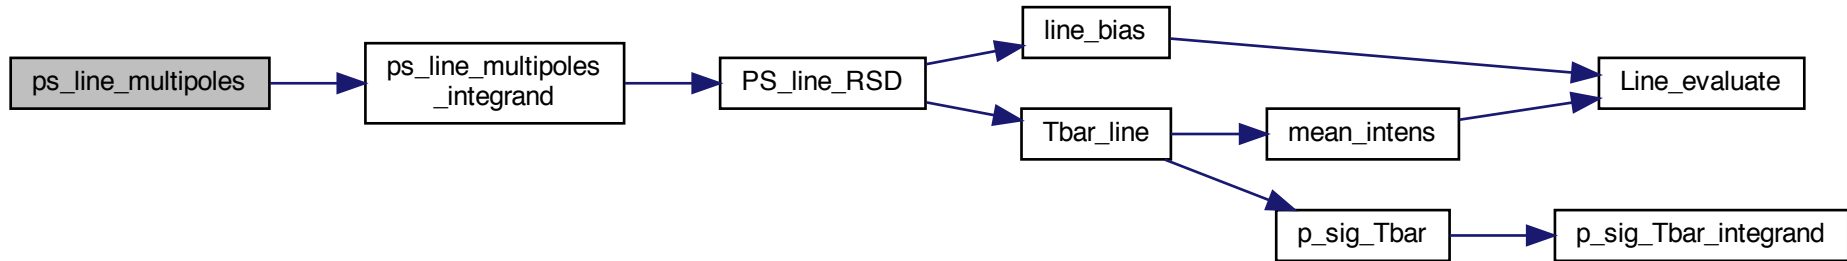 ps_line_multipoles
ps_line_multipoles
_integrand
PS_line_RSD
line_bias
Tbar_line
mean_intens
Line_evaluate
p_sig_Tbar
p_sig_Tbar_integrand